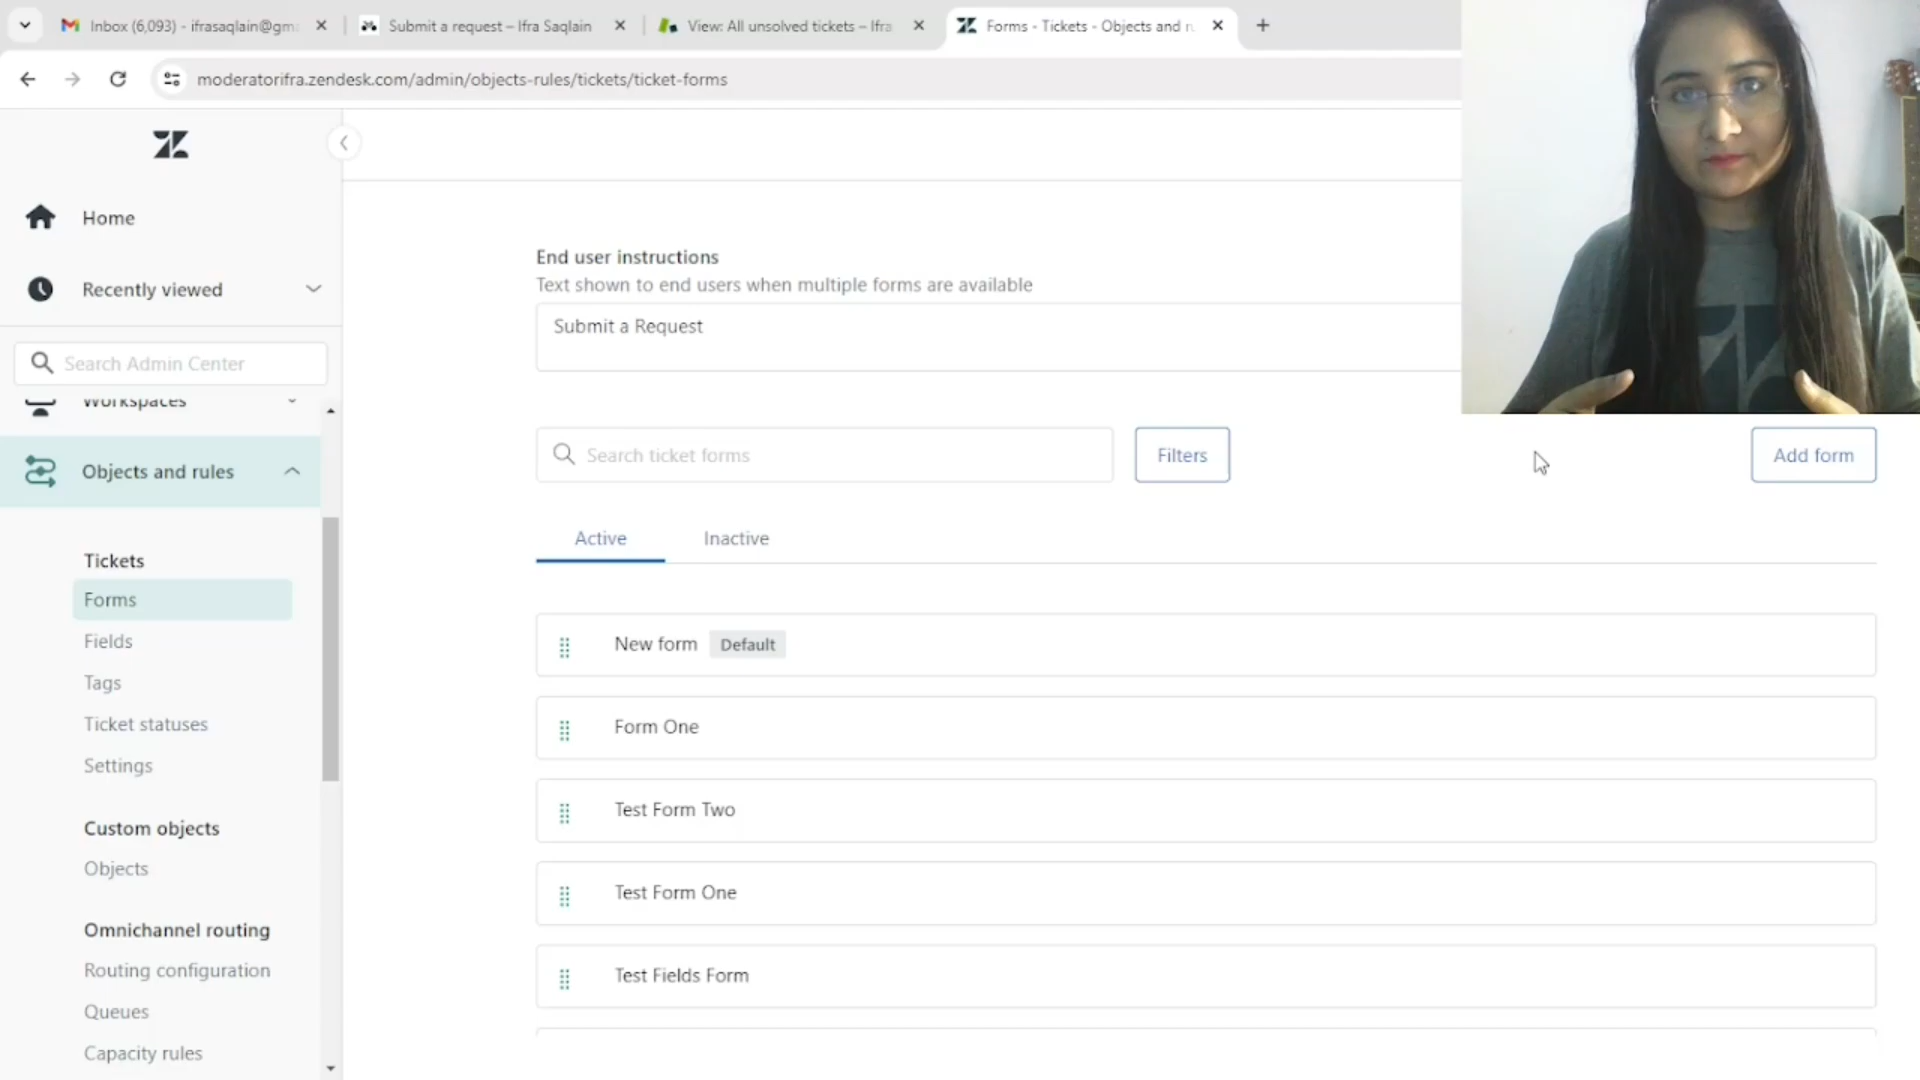 Inbox (6,093) - ifrasaqlain@gm
Submit a request – Ifra Saqlain
View: All unsolved tickets – Ifra
Forms - Tickets - Objects and r
moderatorifra.zendesk.com/admin/objects-rules/tickets/ticket-forms
Home
Recently viewed
Search Admin Center
Workspaces
Objects and rules
Tickets
Forms
Fields
Tags
Ticket statuses
Settings
Custom objects
Objects
Omnichannel routing
Routing configuration
Queues
Capacity rules
End user instructions
Text shown to end users when multiple forms are available
Submit a Request
Search ticket forms
Filters
Add form
Active
Inactive
New form Default
Form One
Test Form Two
Test Form One
Test Fields Form